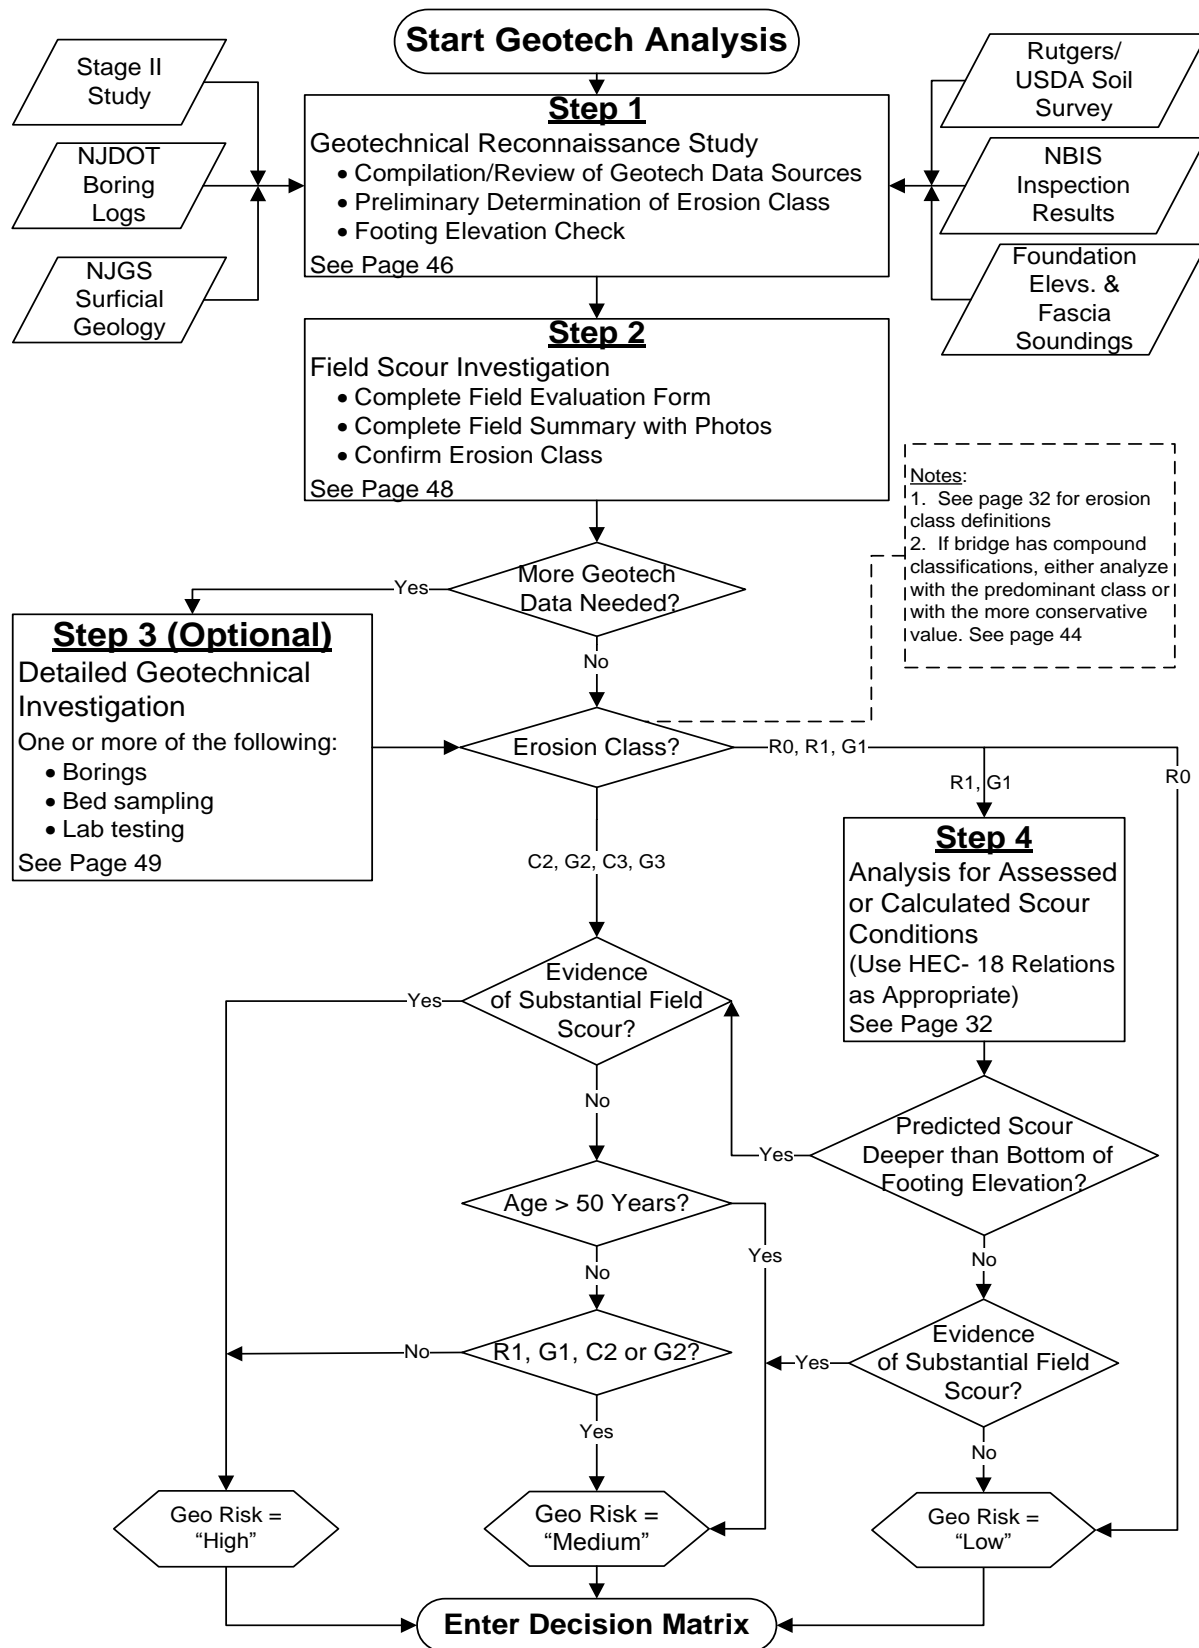 Start Geotech Analysis
Stage II
Study
NJDOT
Boring
Logs
NJGS
Surficial
Geology
Step 1
Geotechnical Reconnaissance Study
• Compilation/Review of Geotech Data Sources
• Preliminary Determination of Erosion Class
• Footing Elevation Check
See Page 46
Rutgers/
USDA Soil
Survey
NBIS
Inspection
Results
Foundation
Elevs. &
Fascia
Soundings
Step 2
Field Scour Investigation
• Complete Field Evaluation Form
• Complete Field Summary with Photos
• Confirm Erosion Class
See Page 48
Notes:
1. See page 32 for erosion
class definitions
2. If bridge has compound
classifications, either analyze
with the predominant class or
with the more conservative
value. See page 44
More Geotech
Data Needed?
Yes
No
Step 3 (Optional)
Detailed Geotechnical
Investigation
One or more of the following:
• Borings
• Bed sampling
• Lab testing
See Page 49
Erosion Class?
R0, R1, G1
R0
R1, G1
C2, G2, C3, G3
Step 4
Analysis for Assessed
or Calculated Scour
Conditions
(Use HEC- 18 Relations
as Appropriate)
See Page 32
Evidence
of Substantial Field
Scour?
Yes
No
Predicted Scour
Deeper than Bottom of
Footing Elevation?
Yes
No
Age > 50 Years?
Yes
No
Evidence
of Substantial Field
Scour?
Yes
No
R1, G1, C2 or G2?
No
Yes
Geo Risk =
“High”
Geo Risk =
“Medium”
Geo Risk =
“Low”
Enter Decision Matrix